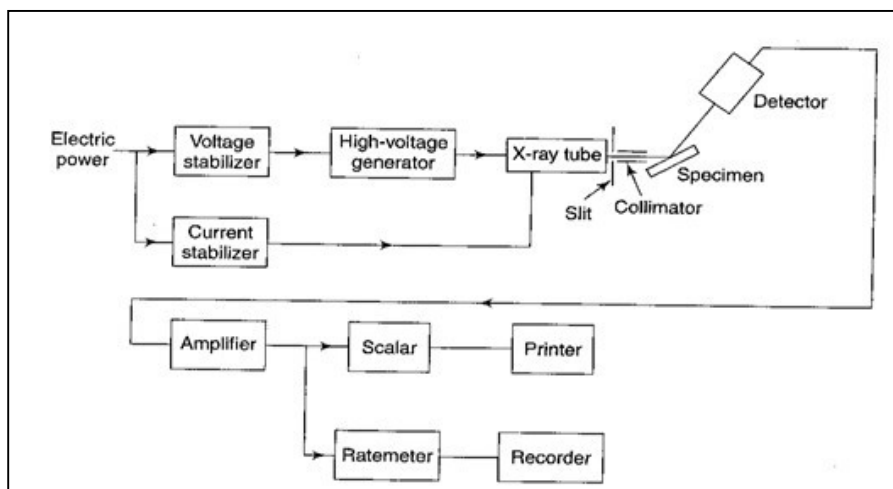 Electric
power
Voltage
stabilizer
High-voltage
generator
X-ray tube
Detector
Specimen
Slit
Collimator
Current
stabilizer
Amplifier
Scalar
Printer
Ratemeter
Recorder